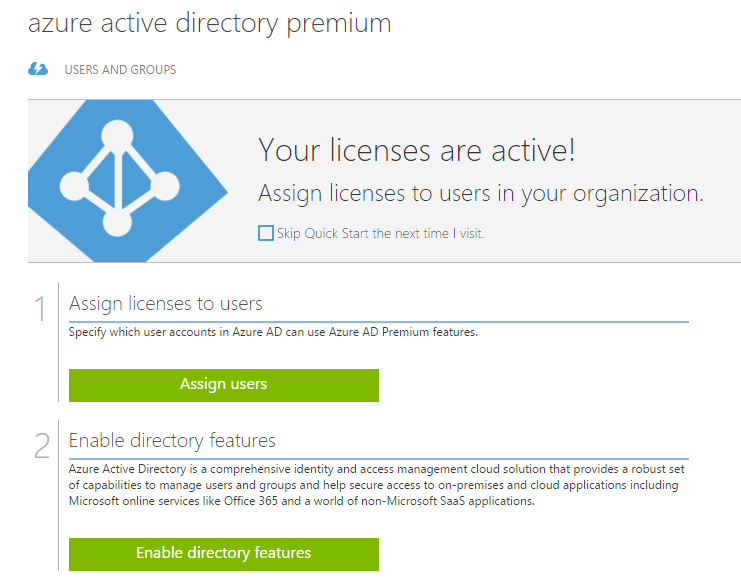 azure active directory premium
USERS AND GROUPS
Your licenses are active!
Assign licenses to users in your organization.
Skip Quick Start the next time I visit.
1
Assign licenses to users
Specify which user accounts in Azure AD can use Azure AD Premium features.
Assign users
2
Enable directory features
Azure Active Directory is a comprehensive identity and access management cloud solution that provides a robust set
of capabilities to manage users and groups and help secure access to on-premises and cloud applications including
Microsoft online services like Office 365 and a world of non-Microsoft SaaS applications.
Enable directory features